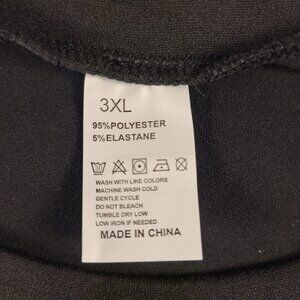 3XL
95%POLYESTER
5%ELASTANE
WASH WITH LIKE COLORS
MACHINE WASH COLD
GENTLE CYCLE
DO NOT BLEACH
TUMBLE DRY LOW
LOW IRON IF NEEDED
MADE IN CHINA